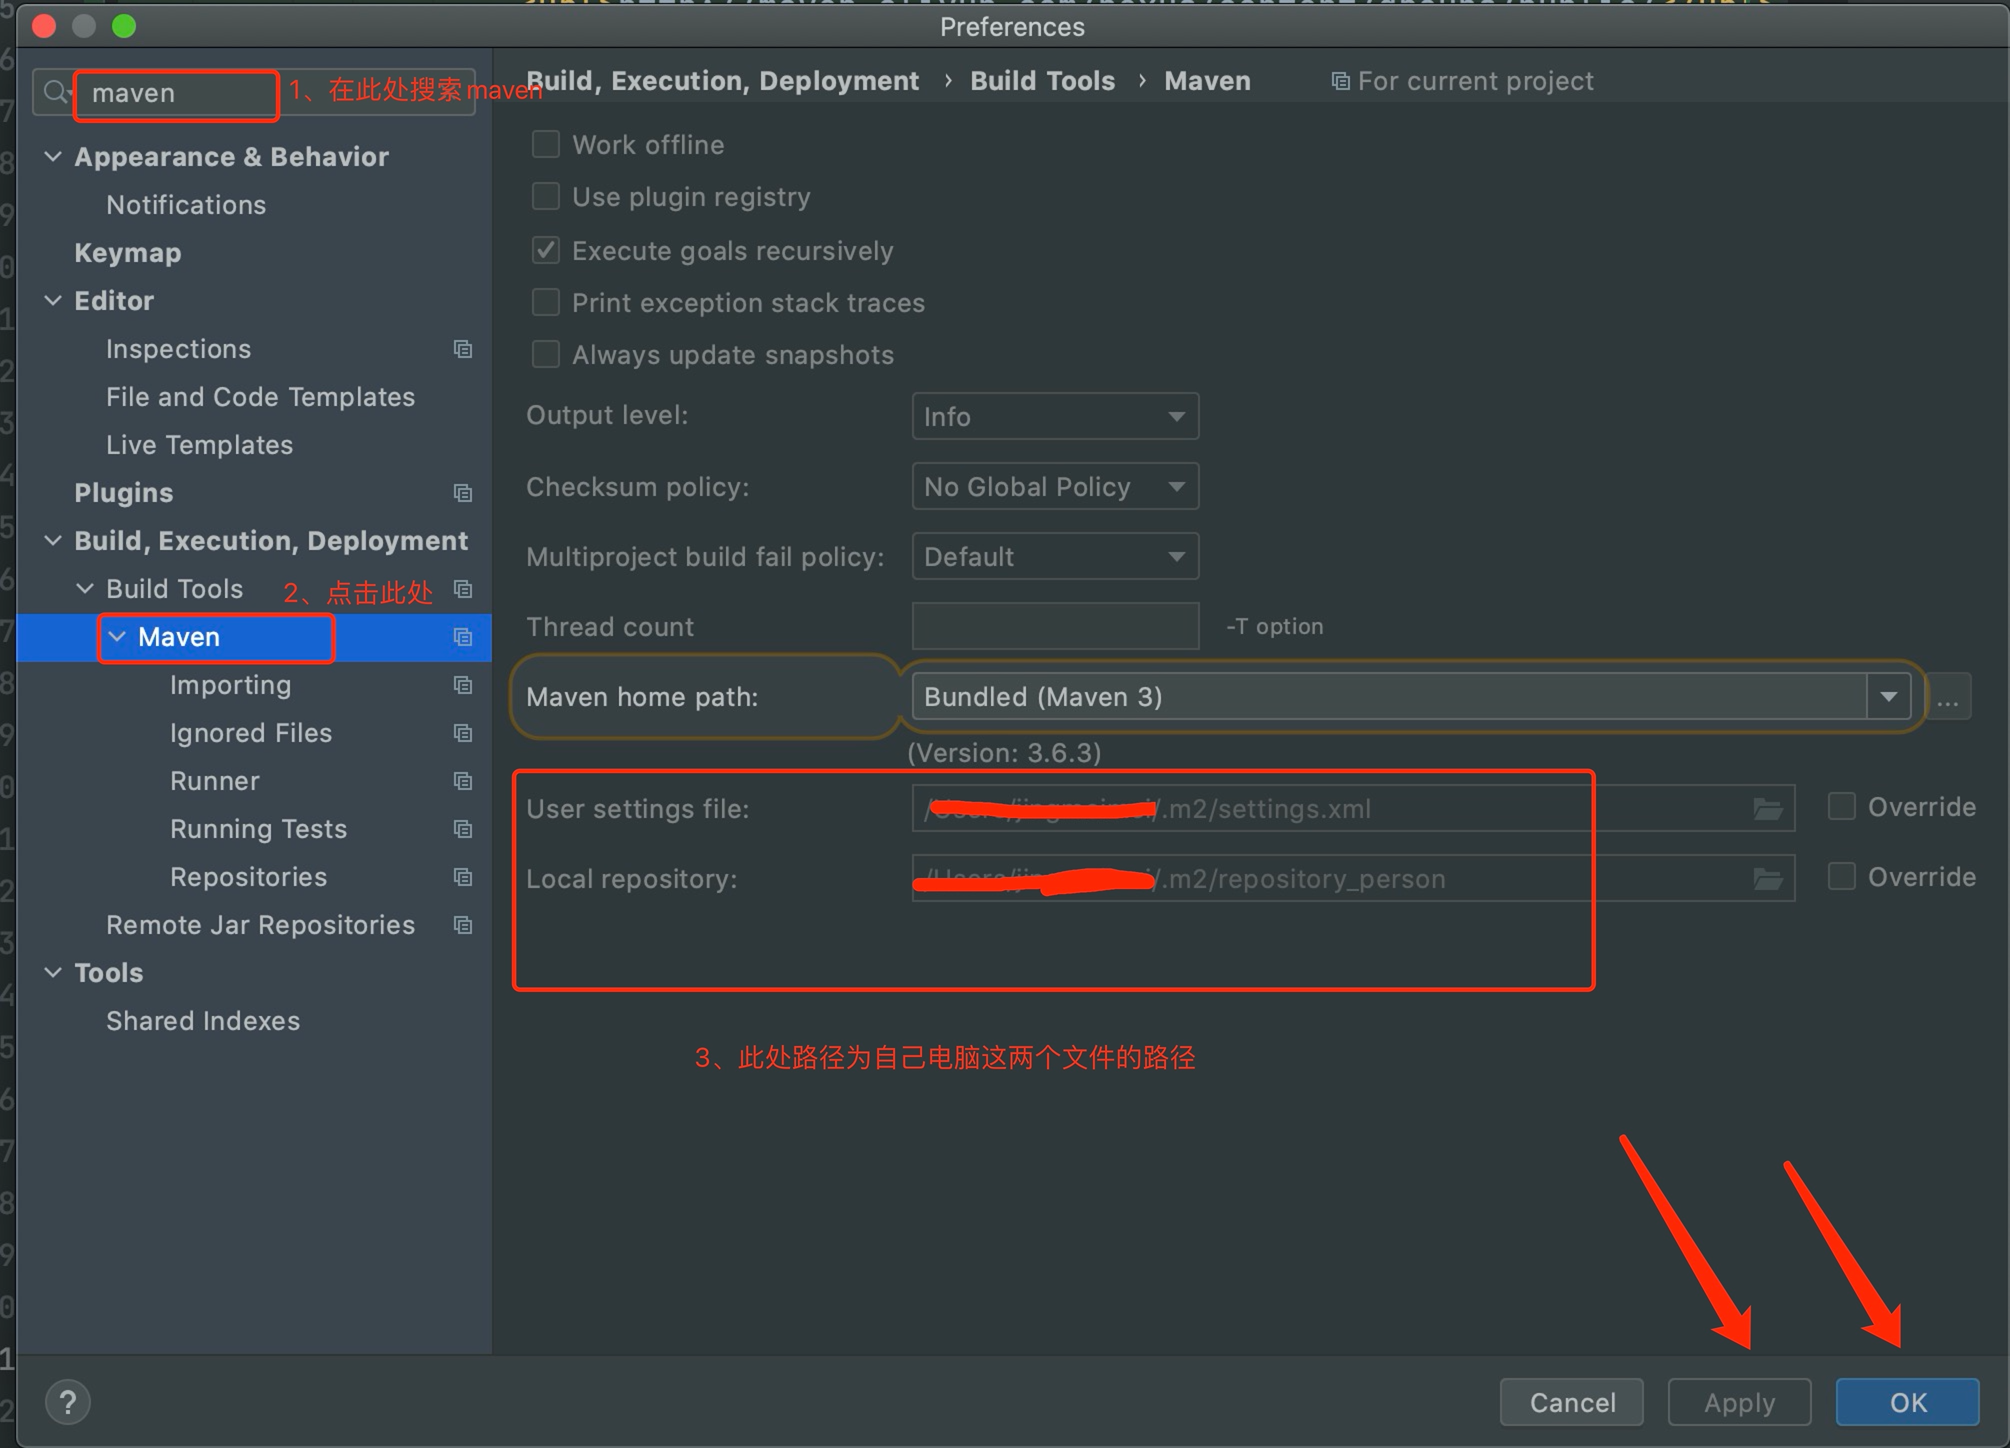 Preferences
maven
1、在此处搜索maven
Build, Execution, Deployment › Build Tools › Maven
For current project
Appearance & Behavior
Notifications
Keymap
Editor
Inspections
File and Code Templates
Live Templates
Plugins
Build, Execution, Deployment
Build Tools
2、点击此处
Maven
Importing
Ignored Files
Runner
Running Tests
Repositories
Remote Jar Repositories
Tools
Shared Indexes
Work offline
Use plugin registry
Execute goals recursively
Print exception stack traces
Always update snapshots
Output level: Info
Checksum policy: No Global Policy
Multiproject build fail policy: Default
Thread count -T option
Maven home path: Bundled (Maven 3) ...
(Version: 3.6.3)
User settings file: /.m2/settings.xml Override
Local repository: /.m2/repository_person Override
3、此处路径为自己电脑这两个文件的路径
?
Cancel
Apply
OK